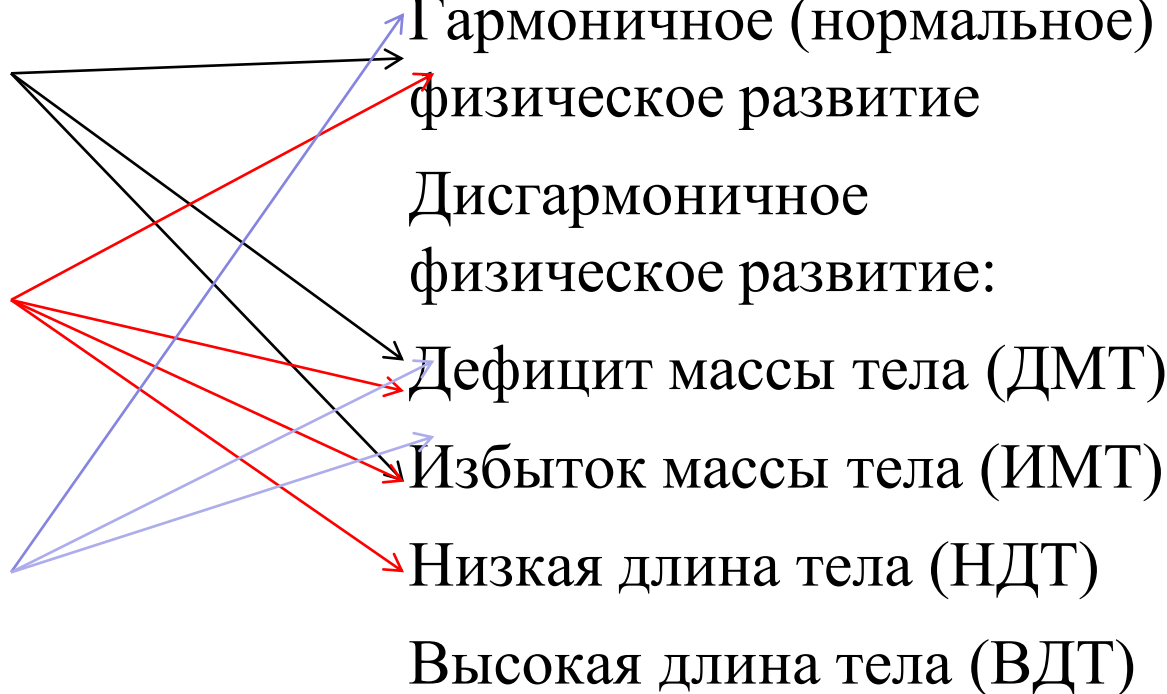 Гармоничное (нормальное)
физическое развитие
Дисгармоничное
физическое развитие:
Дефицит массы тела (ДМТ)
Избыток массы тела (ИМТ)
Низкая длина тела (НДТ)
Высокая длина тела (ВДТ)